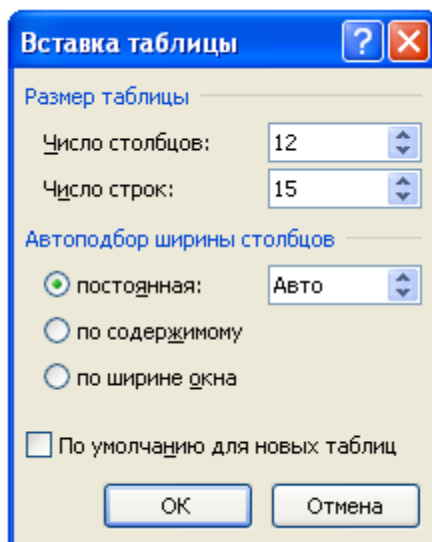 Вставка таблицы ?
Размер таблицы
Число столбцов: 12
Число строк: 15
Автоподбор ширины столбцов
постоянная: Авто
по содержимому
по ширине окна
По умолчанию для новых таблиц
ОК Отмена